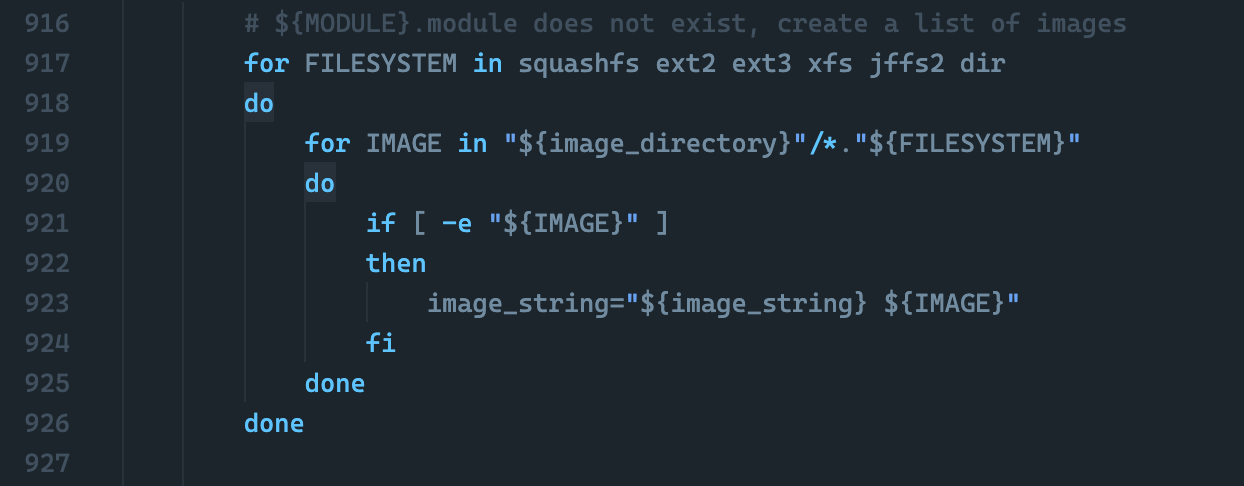 916 # ${MODULE}.module does not exist, create a list of images
917 for FILESYSTEM in squashfs ext2 ext3 xfs jffs2 dir
918 do
919 for IMAGE in "${image_directory}"/*."${FILESYSTEM}"
920 do
921 if [ -e "${IMAGE}" ]
922 then
923 image_string="${image_string} ${IMAGE}"
924 fi
925 done
926 done
927